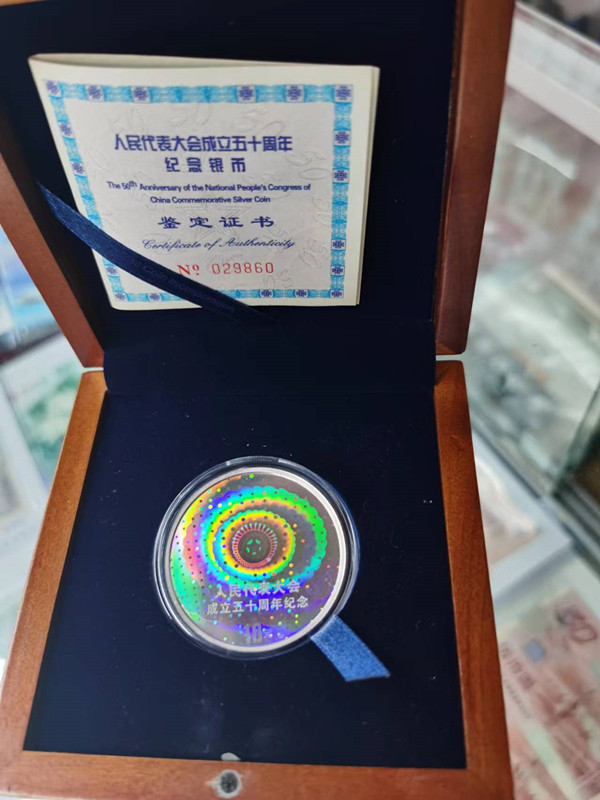 人民代表大会成立五十周年
纪念银币
The 50th Anniversary of the National People's Congress of
China Commemorative Silver Coin
鉴定证书
Certificate of Authenticity
Nº 029860
人民代表大会
成立五十周年纪念